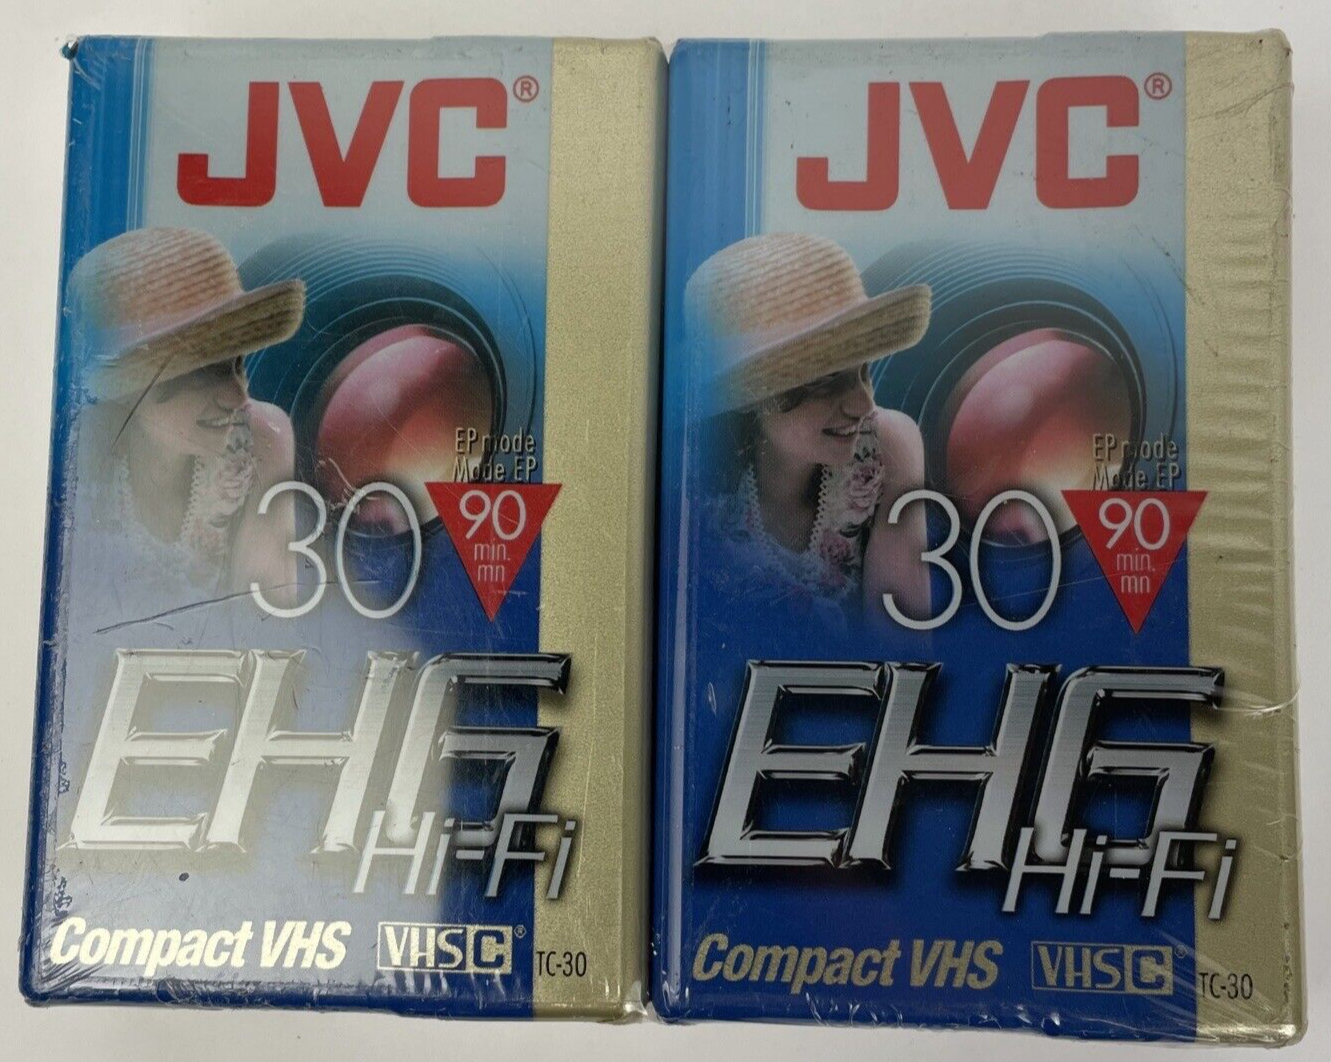 JVC®
EP mode
Mode EP
30
90
min.
mn
EHG
Hi-Fi
Compact VHS
VHS C®
TC-30
JVC®
EP mode
Mode EP
30
90
min.
mn
EHG
Hi-Fi
Compact VHS
VHS C®
TC-30